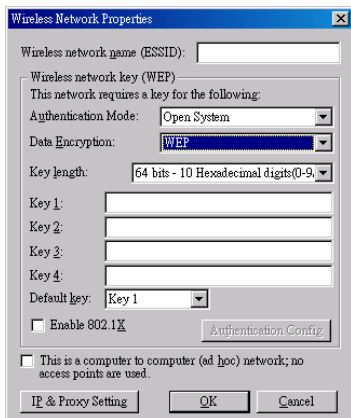 Wireless Network Properties
Wireless network name (ESSID):
Wireless network key (WEP)
This network requires a key for the following:
Authentication Mode: Open System
Data Encryption: WEP
Key length: 64 bits - 10 Hexadecimal digits(0-9,
Key 1:
Key 2:
Key 3:
Key 4:
Default key: Key 1
Enable 802.1X
Authentication Config
This is a computer to computer (ad hoc) network; no
access points are used.
IP & Proxy Setting OK Cancel